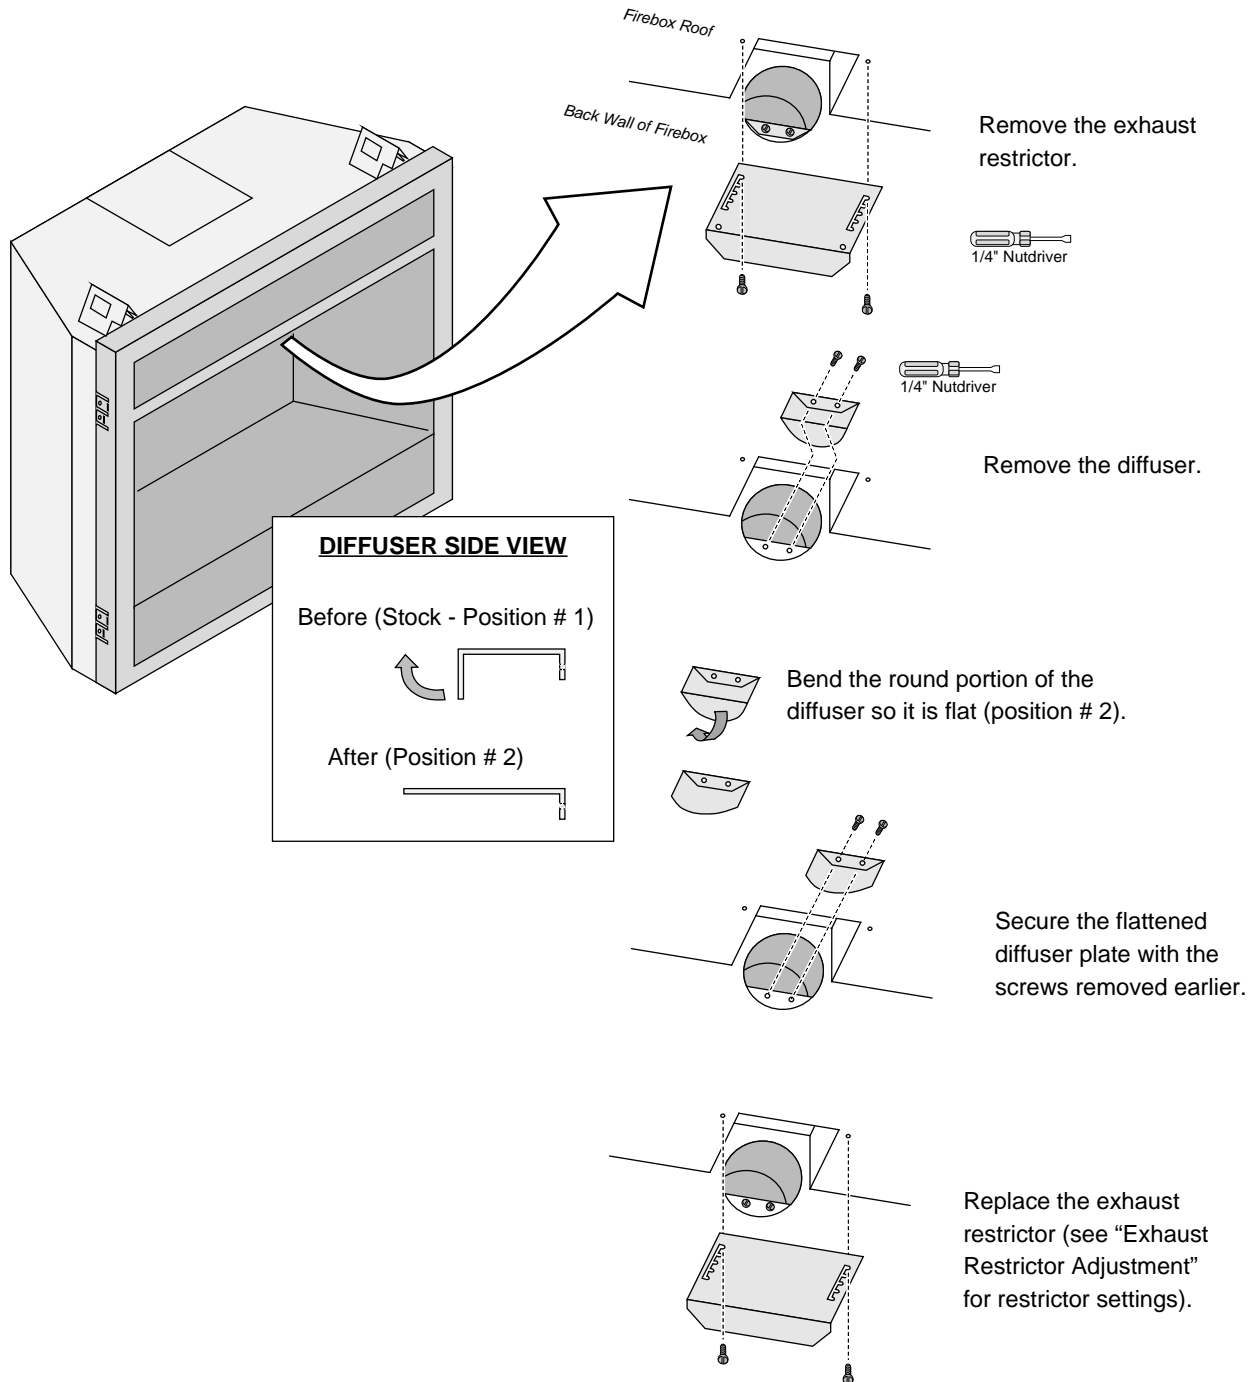 Firebox Roof
Back Wall of Firebox
Remove the exhaust
restrictor.
1/4" Nutdriver
1/4" Nutdriver
Remove the diffuser.
DIFFUSER SIDE VIEW
Before (Stock - Position # 1)
After (Position # 2)
Bend the round portion of the
diffuser so it is flat (position # 2).
Secure the flattened
diffuser plate with the
screws removed earlier.
Replace the exhaust
restrictor (see “Exhaust
Restrictor Adjustment”
for restrictor settings).